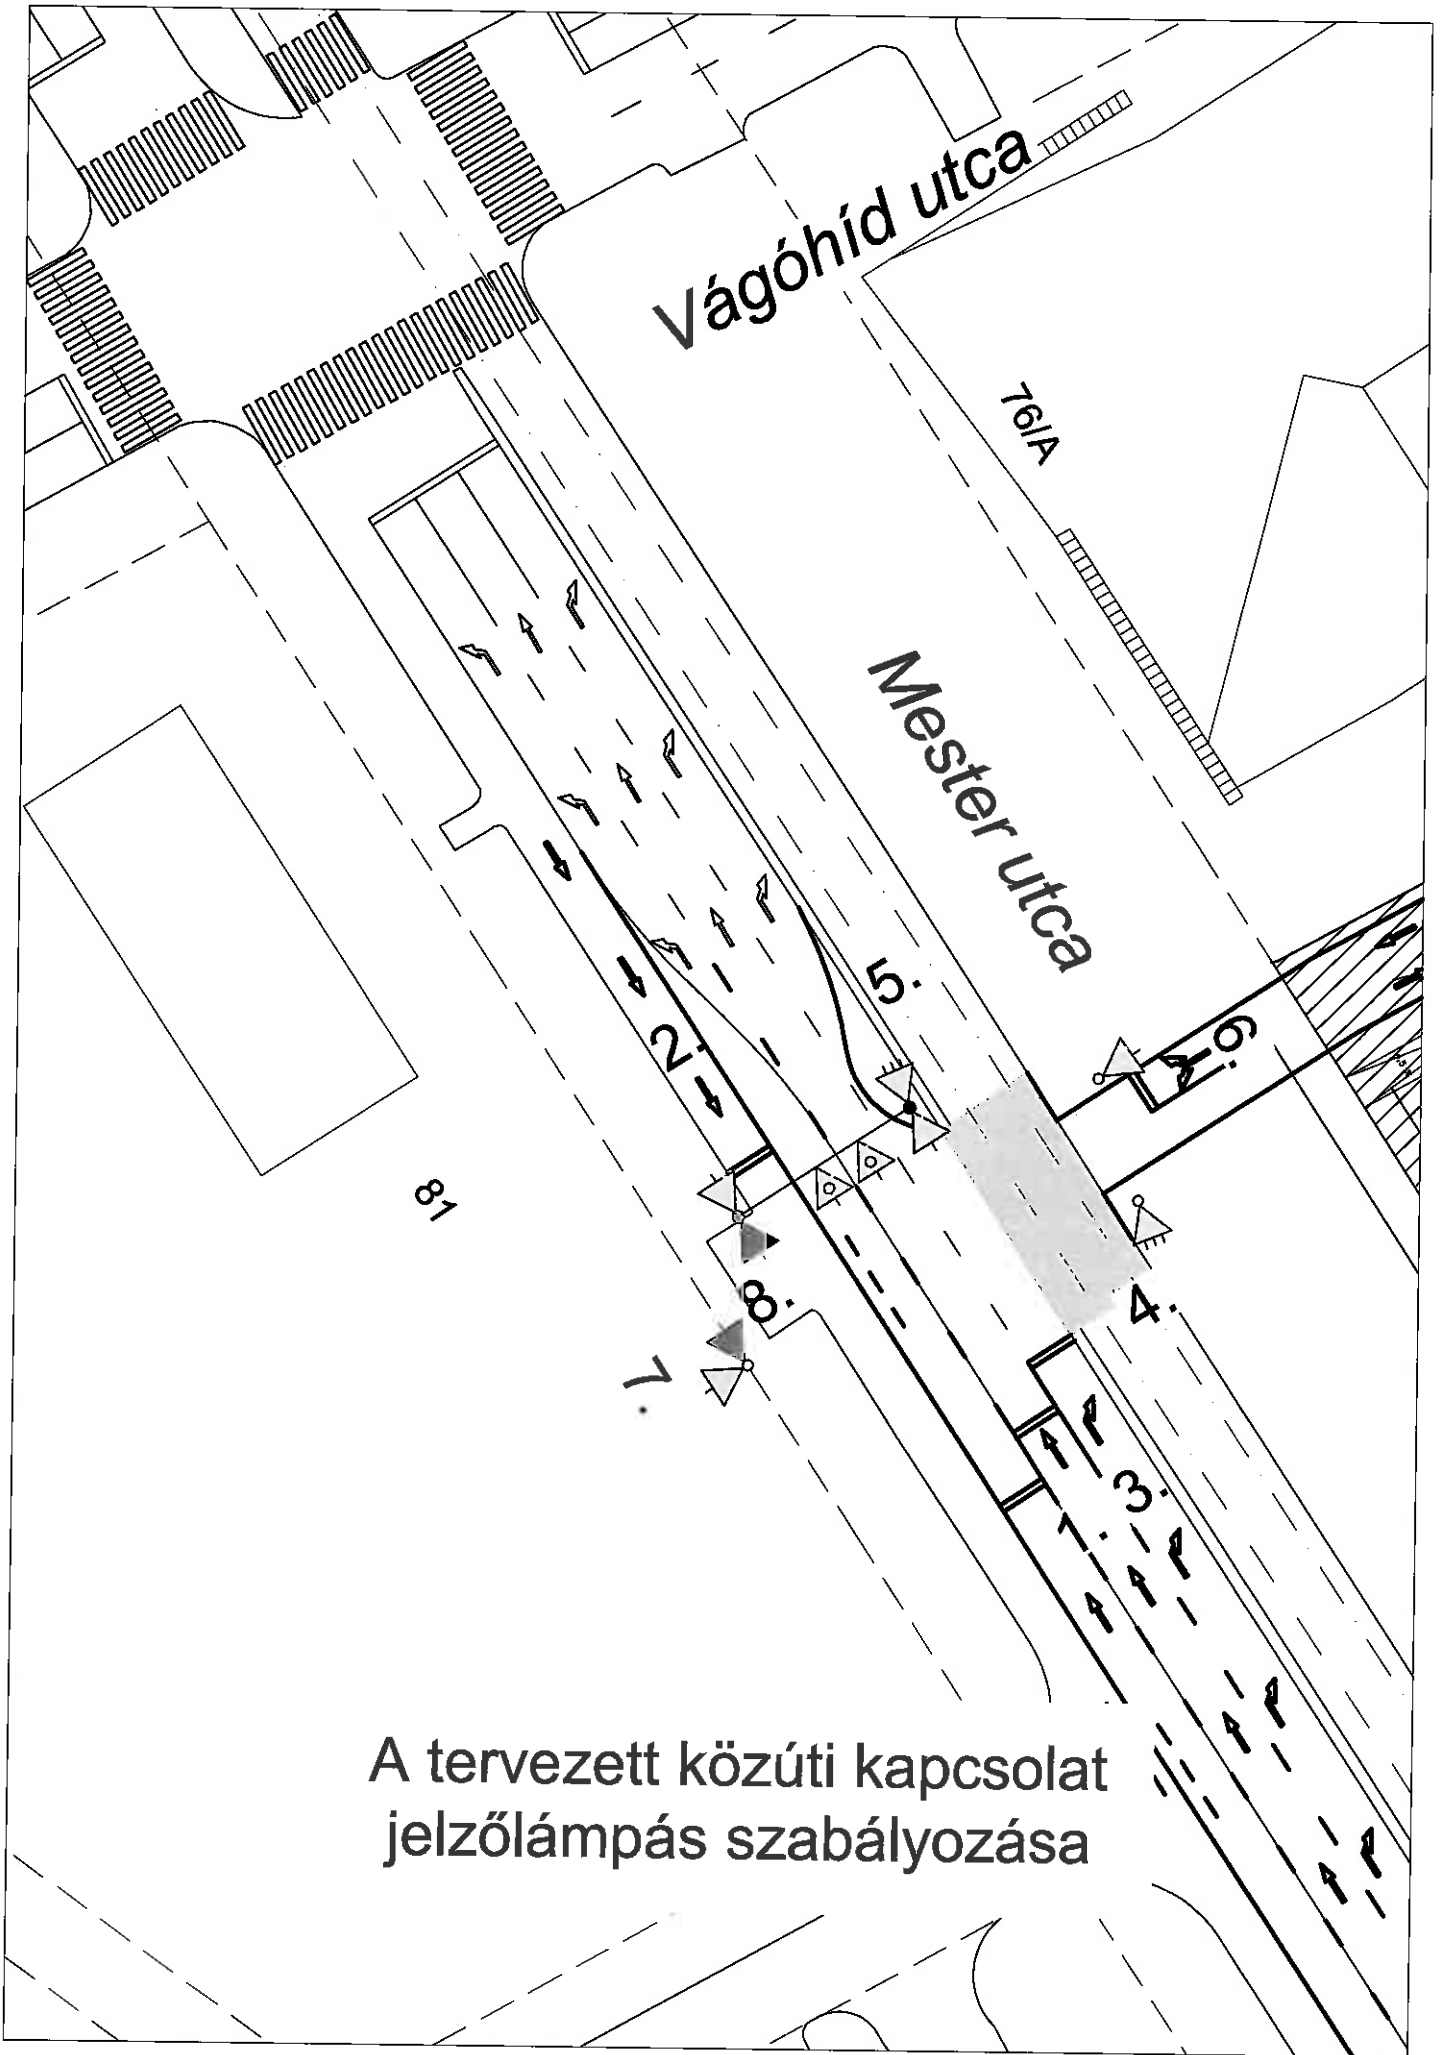 Vágóhíd utca
76/A
Mester utca
5.
6.
2.
81
8.
4.
7.
3.
1.
A tervezett közúti kapcsolat
jelzőlámpás szabályozása